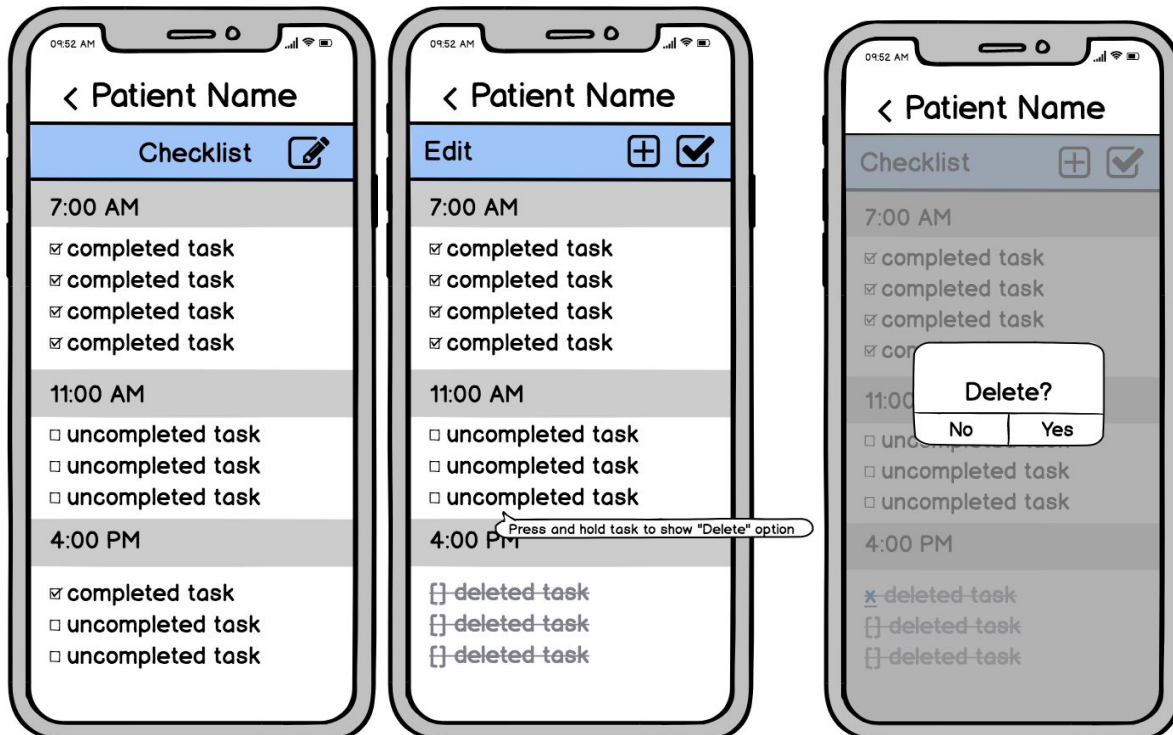 09:52 AM
< Patient Name
Checklist
7:00 AM
completed task
completed task
completed task
completed task
11:00 AM
uncompleted task
uncompleted task
uncompleted task
4:00 PM
completed task
uncompleted task
uncompleted task
09:52 AM
< Patient Name
Edit
7:00 AM
completed task
completed task
completed task
completed task
11:00 AM
uncompleted task
uncompleted task
uncompleted task
Press and hold task to show "Delete" option
4:00 PM
[] deleted task
[] deleted task
[] deleted task
09:52 AM
< Patient Name
Checklist
7:00 AM
completed task
completed task
completed task
Delete?
No Yes
uncompleted task
uncompleted task
4:00 PM
x deleted task
[] deleted task
[] deleted task